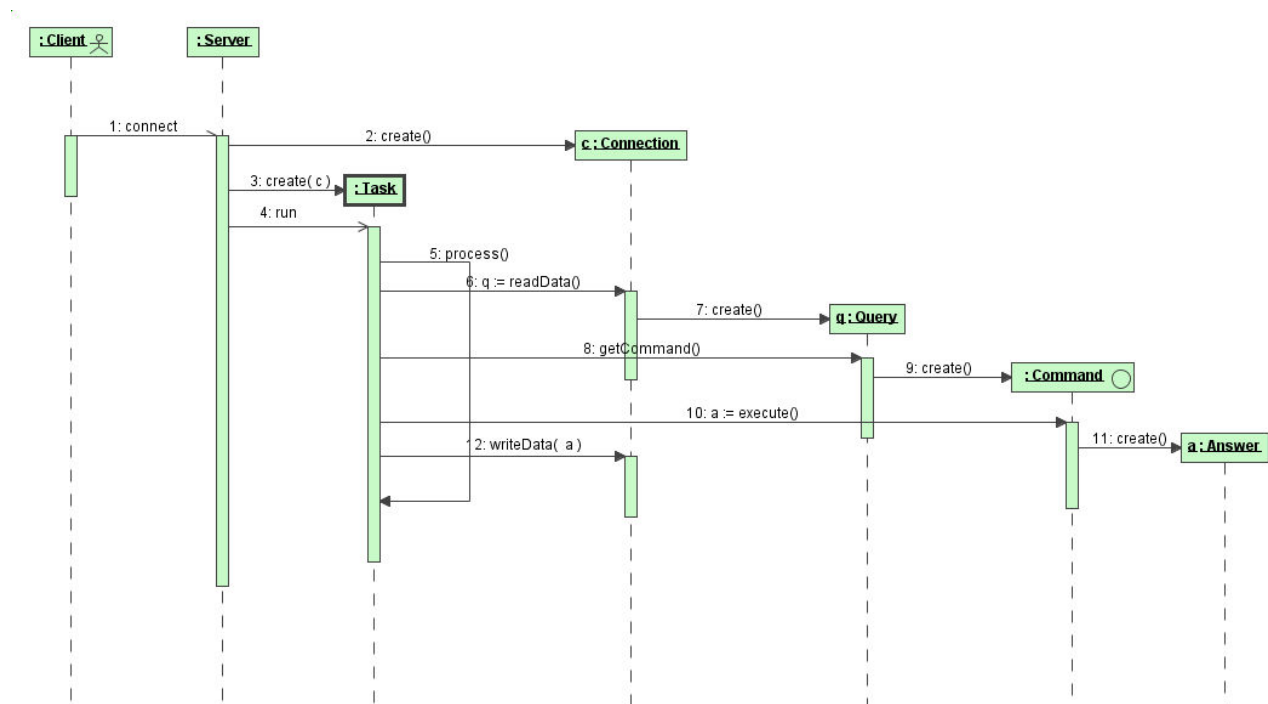 : Client
: Server
1: connect
2: create()
c : Connection
3: create( c )
: Task
4: run
5: process()
6: q := readData()
7: create()
q : Query
8: getCommand()
9: create()
: Command
10: a := execute()
11: create()
a : Answer
12: writeData( a )